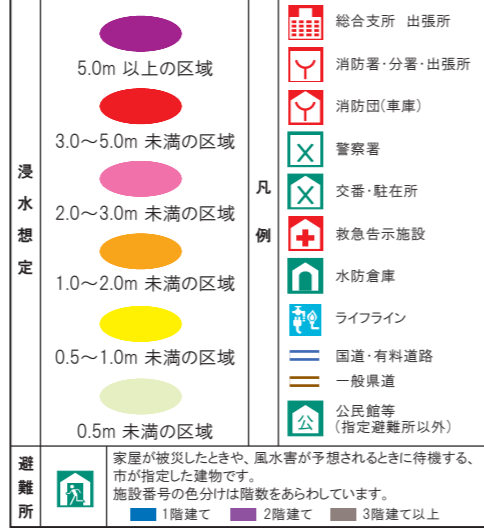 浸水想定
5.0m 以上の区域
3.0～5.0m 未満の区域
2.0～3.0m 未満の区域
1.0～2.0m 未満の区域
0.5～1.0m 未満の区域
0.5m 未満の区域
凡例
総合支所 出張所
消防署・分署・出張所
消防団(車庫)
警察署
交番・駐在所
救急告示施設
水防倉庫
ライフライン
国道・有料道路
一般県道
公
公民館等
(指定避難所以外)
避難所
家屋が被災したときや、風水害が予想されるときに待機する、
市が指定した建物です。
施設番号の色分けは階数をあらわしています。
1階建て 2階建て 3階建て以上